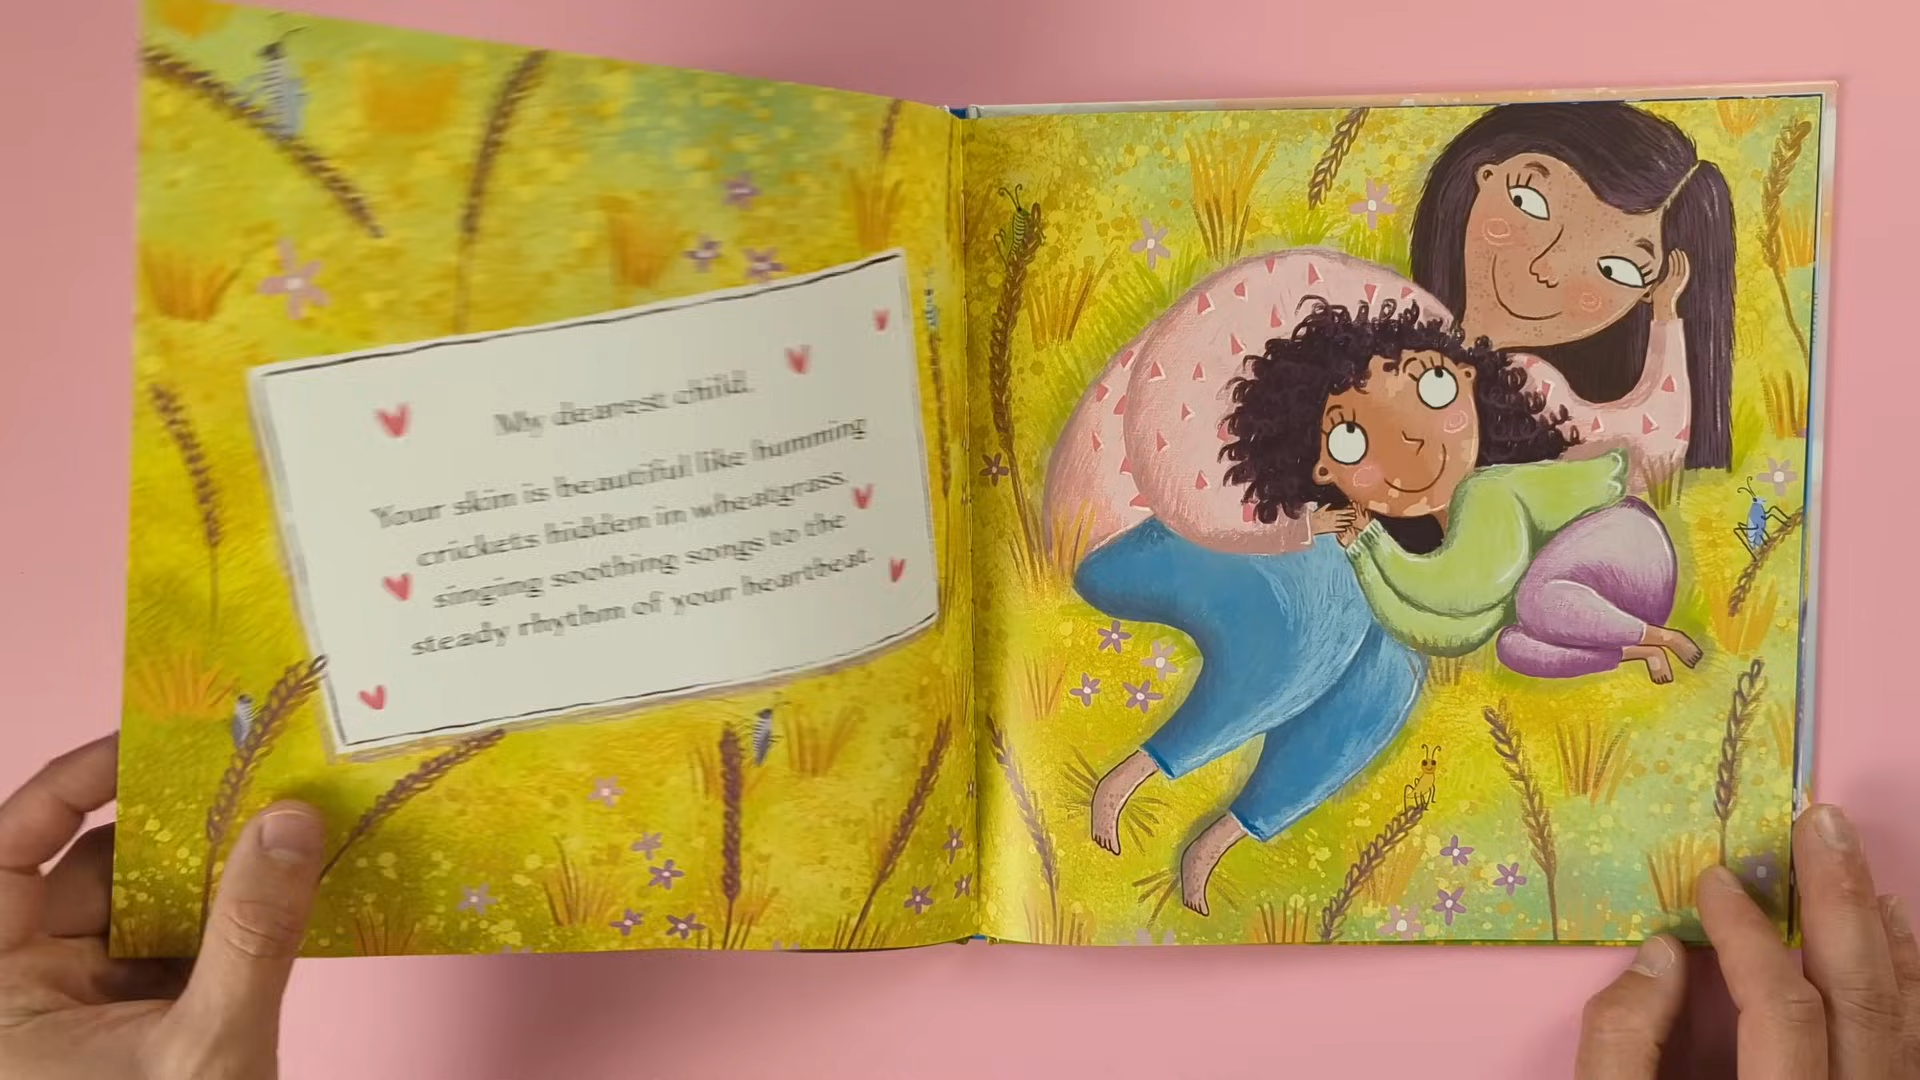 My dearest child,
Your skin is beautiful like humming
crickets hidden in wheatgrass,
singing soothing songs to the
steady rhythm of your heartbeat.